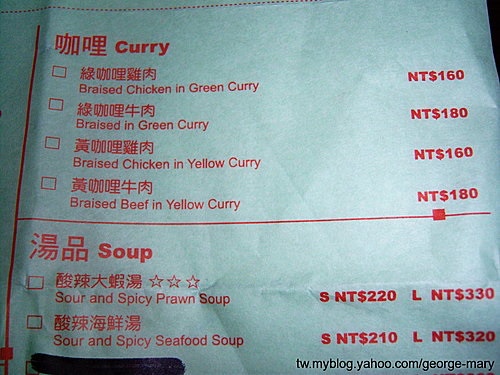 咖哩 Curry
綠咖哩雞肉
Braised Chicken in Green Curry
NT$160
綠咖哩牛肉
Braised in Green Curry
NT$180
黃咖哩雞肉
Braised Chicken in Yellow Curry
NT$160
黃咖哩牛肉
Braised Beef in Yellow Curry
NT$180
湯品 Soup
酸辣大蝦湯 ☆☆☆
Sour and Spicy Prawn Soup
S NT$220 L NT$330
酸辣海鮮湯
Sour and Spicy Seafood Soup
S NT$210 L NT$320
tw.myblog.yahoo.com/george-mary